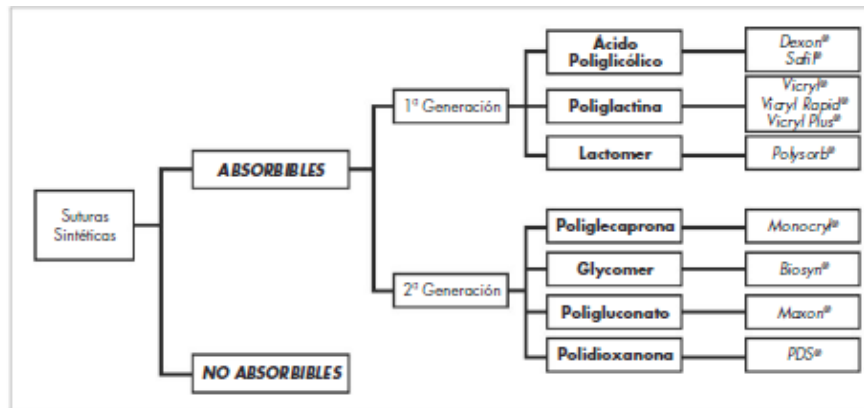 Suturas
Sintéticas
ABSORBIBLES
NO ABSORBIBLES
1ª Generación
2ª Generación
Ácido
Poliglicólico
Dexon®
Safil®
Poliglactina
Vicryl®
Vicryl Rapid®
Vicryl Plus®
Lactomer
Polysorb®
Poliglecaprona
Monocryl®
Glycomer
Biosyn®
Poligluconato
Maxon®
Polidioxanona
PDS®